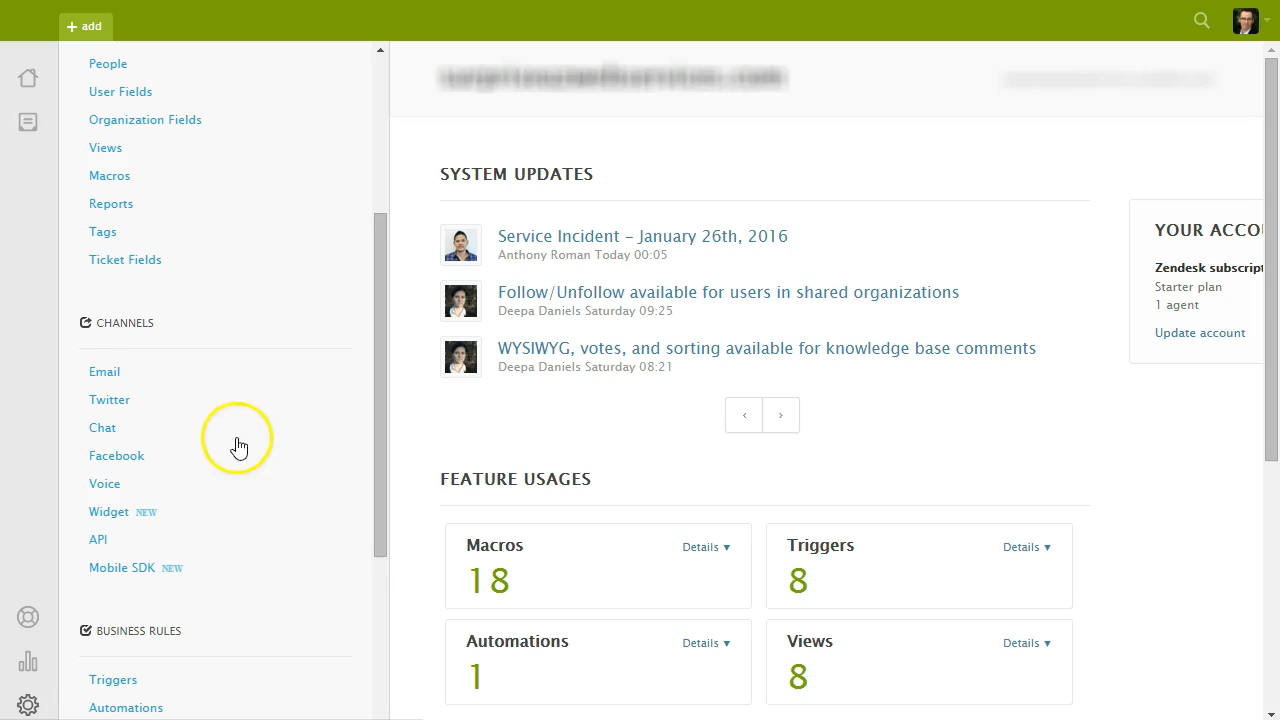 + add
People
User Fields
Organization Fields
Views
Macros
Reports
Tags
Ticket Fields
CHANNELS
Email
Twitter
Chat
Facebook
Voice
Widget NEW
API
Mobile SDK NEW
BUSINESS RULES
Triggers
Automations
SYSTEM UPDATES
Service Incident – January 26th, 2016
Anthony Roman Today 00:05
Follow/Unfollow available for users in shared organizations
Deepa Daniels Saturday 09:25
WYSIWYG, votes, and sorting available for knowledge base comments
Deepa Daniels Saturday 08:21
‹ ›
YOUR ACCO
Zendesk subscript
Starter plan
1 agent
Update account
FEATURE USAGES
Macros Details ▾
18
Triggers Details ▾
8
Automations Details ▾
1
Views Details ▾
8